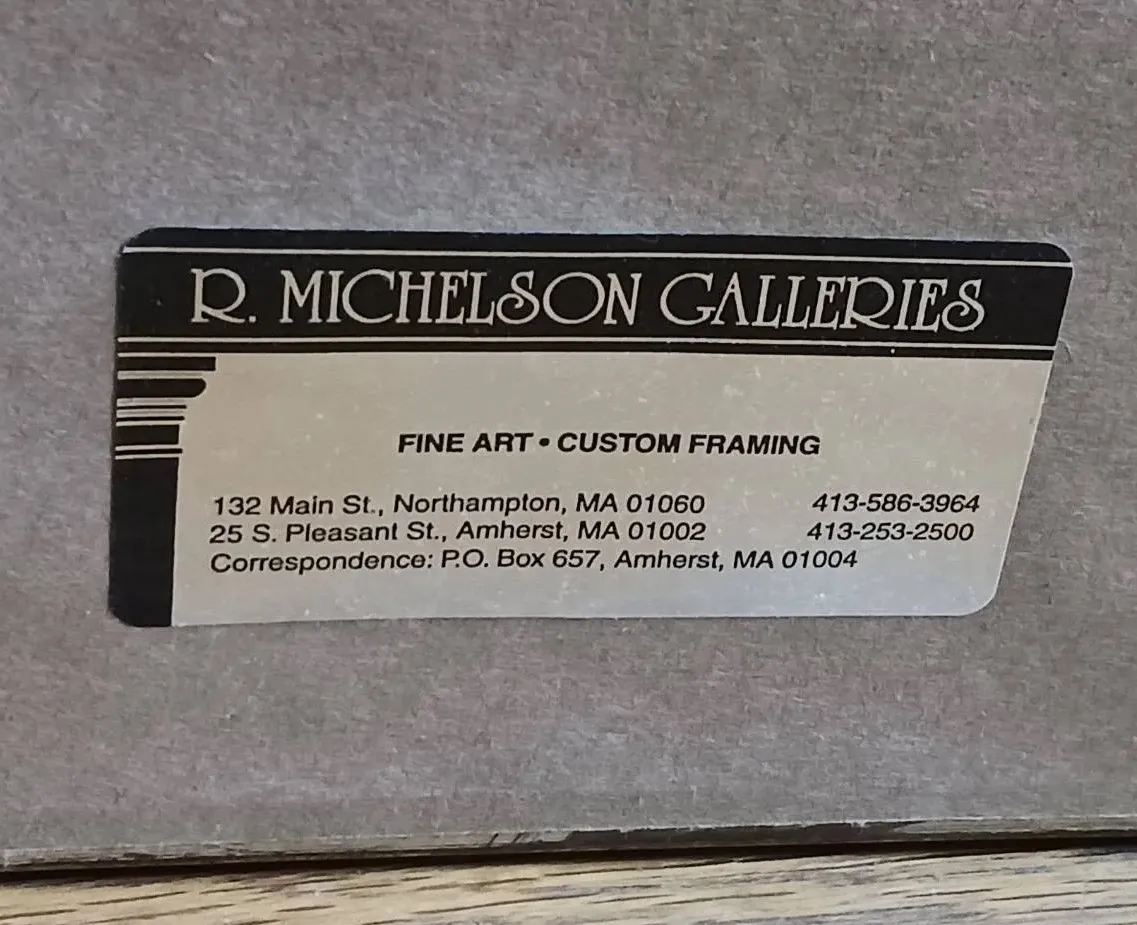 R. MICHELSON GALLERIES
FINE ART • CUSTOM FRAMING
132 Main St., Northampton, MA 01060 413-586-3964
25 S. Pleasant St., Amherst, MA 01002 413-253-2500
Correspondence: P.O. Box 657, Amherst, MA 01004